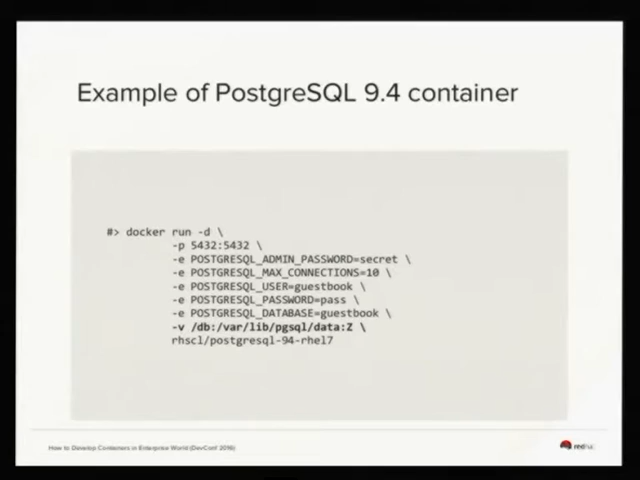 Example of PostgreSQL 9.4 container
#> docker run -d \
-p 5432:5432 \
-e POSTGRESQL_ADMIN_PASSWORD=secret \
-e POSTGRESQL_MAX_CONNECTIONS=10 \
-e POSTGRESQL_USER=guestbook \
-e POSTGRESQL_PASSWORD=pass \
-e POSTGRESQL_DATABASE=guestbook \
-v /db:/var/lib/pgsql/data:Z \
rhscl/postgresql-94-rhel7
How to Develop Containers in Enterprise World (DevConf 2016)
redhat